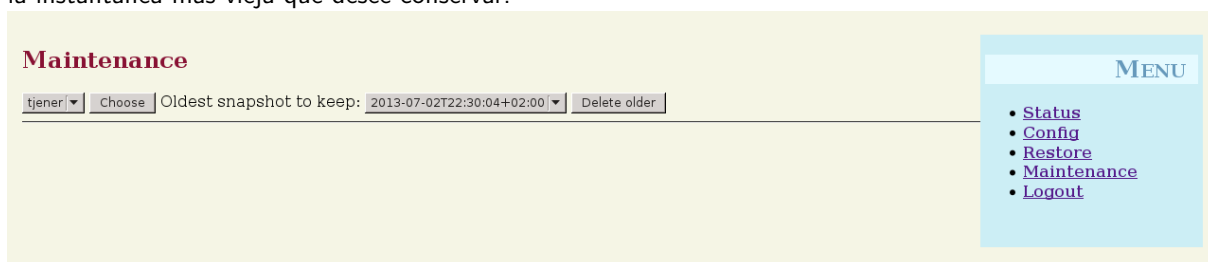 la instantánea más vieja que desee conservar.
Maintenance
tjener Choose Oldest snapshot to keep: 2013-07-02T22:30:04+02:00 Delete older
MENU
Status
Config
Restore
Maintenance
Logout